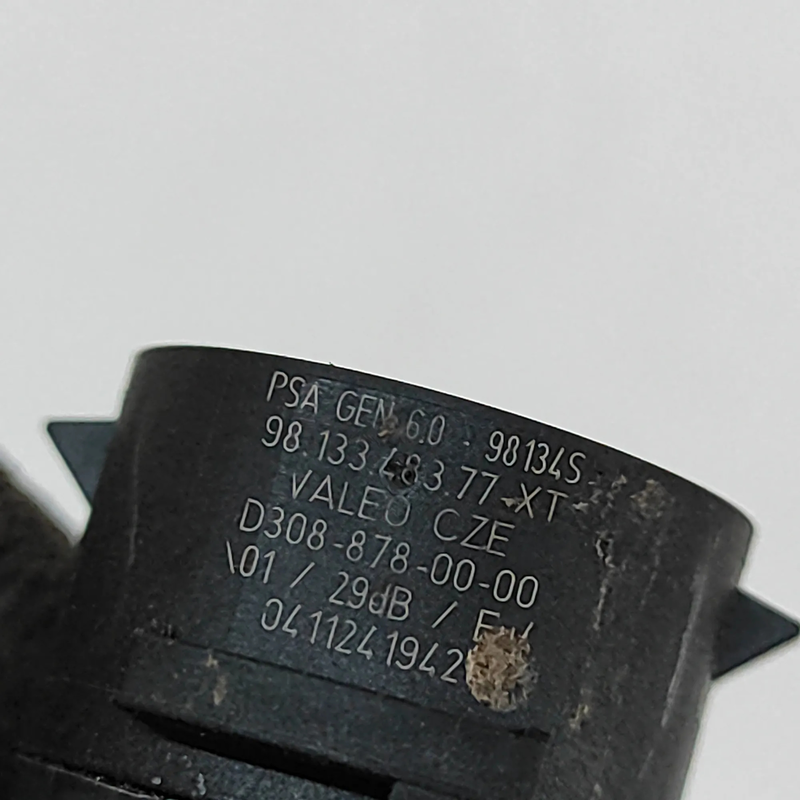 PSA GEN 6.0 - 98134S
98.133.483.77 XT
VALEO CZE
D308-878-00-00
\01 / 29dB /
0411241942